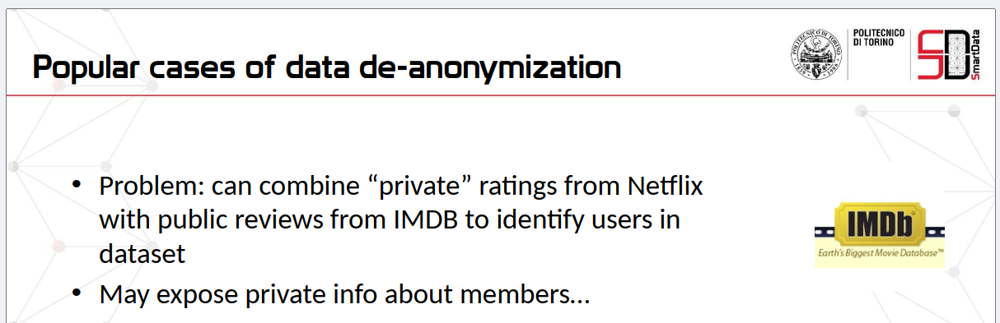 POLITECNICO
DI TORINO
SmartData
Popular cases of data de-anonymization
• Problem: can combine “private” ratings from Netflix
with public reviews from IMDB to identify users in
dataset
IMDb
Earth's Biggest Movie Database™
• May expose private info about members...